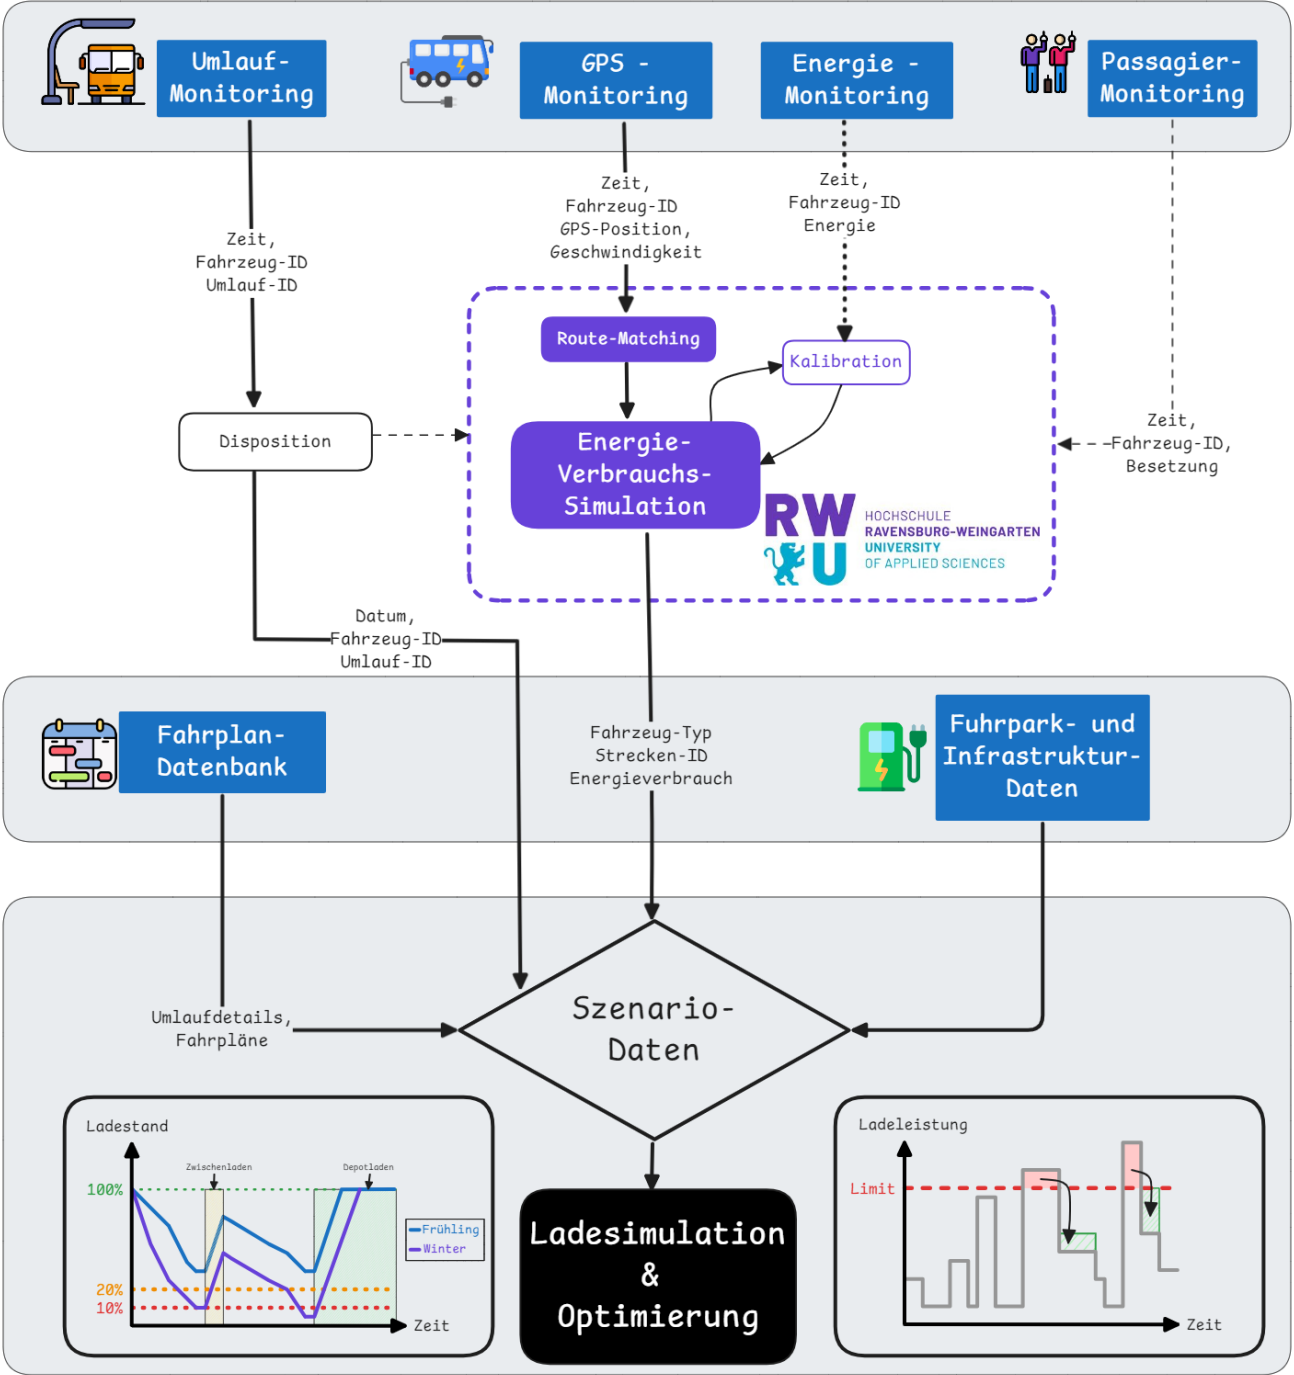 Umlauf-
Monitoring
GPS -
Monitoring
Energie -
Monitoring
Passagier-
Monitoring
Zeit,
Fahrzeug-ID
Umlauf-ID
Zeit,
Fahrzeug-ID
GPS-Position,
Geschwindigkeit
Zeit,
Fahrzeug-ID
Energie
Route-Matching
Kalibration
Disposition
Energie-
Verbrauchs-
Simulation
Zeit,
Fahrzeug-ID,
Besetzung
RW
U
HOCHSCHULE
RAVENSBURG-WEINGARTEN
UNIVERSITY
OF APPLIED SCIENCES
Datum,
Fahrzeug-ID
Umlauf-ID
Fahrplan-
Datenbank
Fahrzeug-Typ
Strecken-ID
Energieverbrauch
Fuhrpark- und
Infrastruktur-
Daten
Umlaufdetails,
Fahrpläne
Szenario-
Daten
Ladestand
Zwischenladen
Depotladen
100%
Frühling
Winter
20%
10%
Zeit
Ladesimulation
&
Optimierung
Ladeleistung
Limit
Zeit